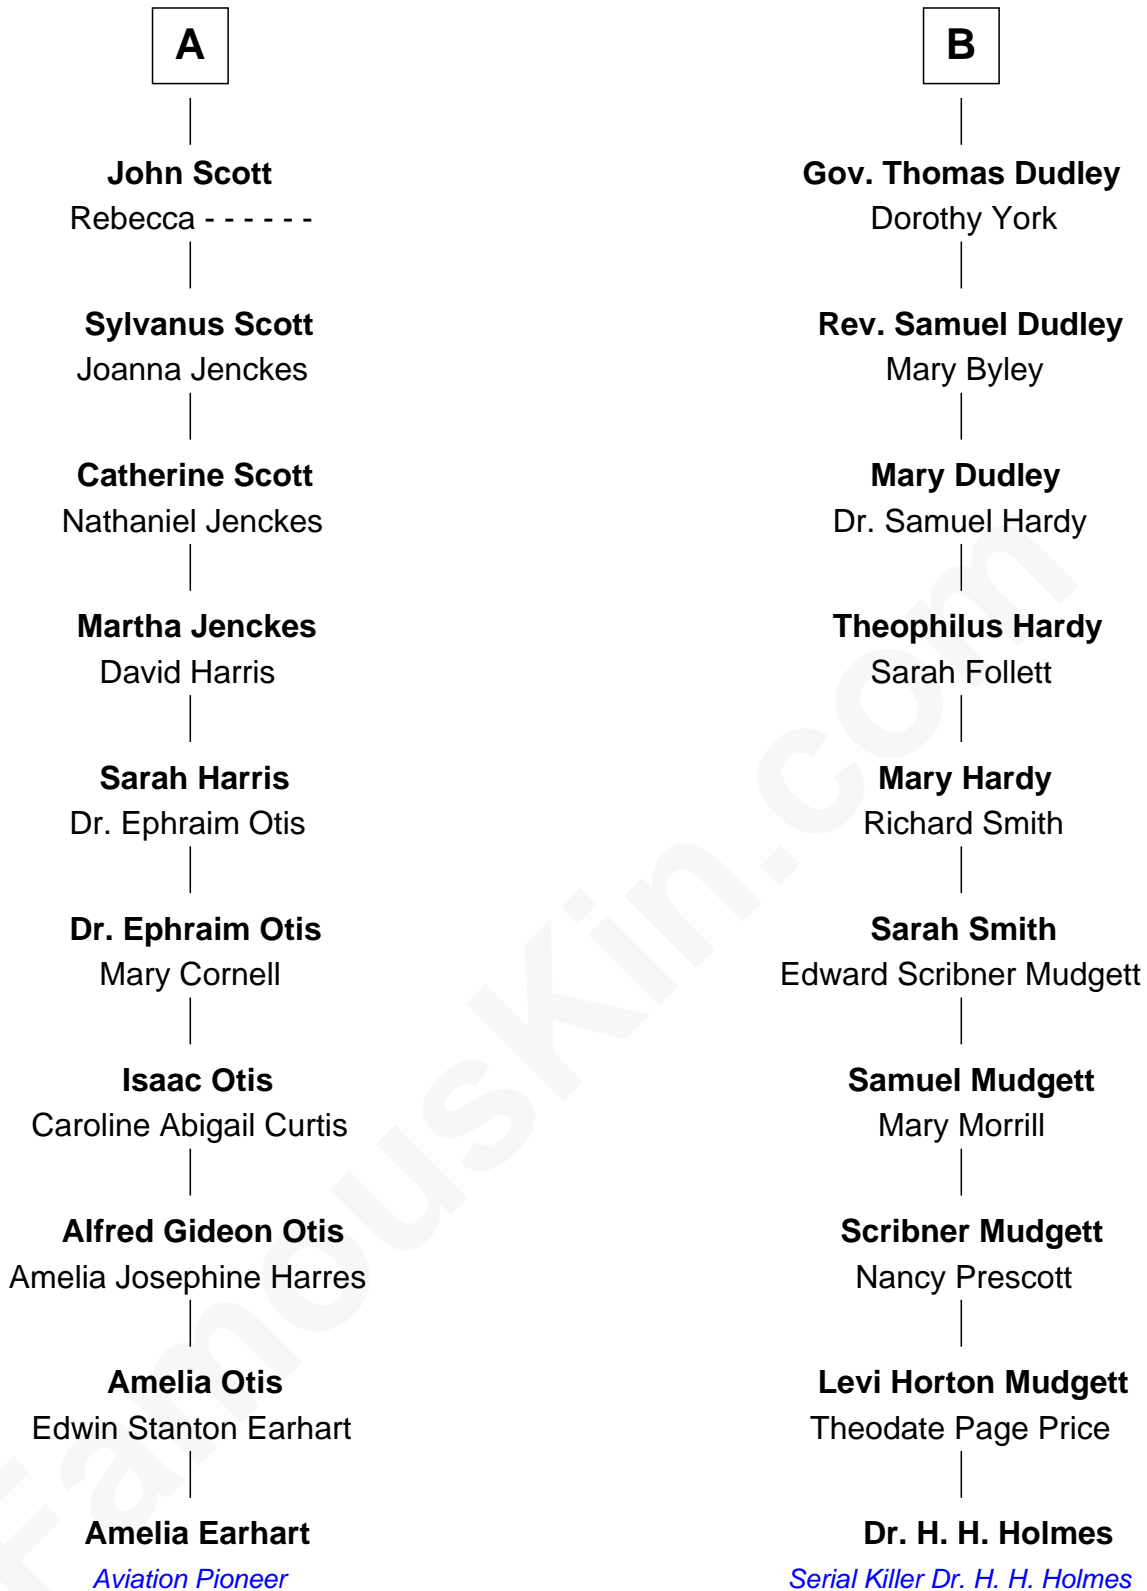 A
John Scott
Rebecca - - - - - -
Sylvanus Scott
Joanna Jenckes
Catherine Scott
Nathaniel Jenckes
Martha Jenckes
David Harris
Sarah Harris
Dr. Ephraim Otis
Dr. Ephraim Otis
Mary Cornell
Isaac Otis
Caroline Abigail Curtis
Alfred Gideon Otis
Amelia Josephine Harres
Amelia Otis
Edwin Stanton Earhart
Amelia Earhart
Aviation Pioneer
B
Gov. Thomas Dudley
Dorothy York
Rev. Samuel Dudley
Mary Byley
Mary Dudley
Dr. Samuel Hardy
Theophilus Hardy
Sarah Follett
Mary Hardy
Richard Smith
Sarah Smith
Edward Scribner Mudgett
Samuel Mudgett
Mary Morrill
Scribner Mudgett
Nancy Prescott
Levi Horton Mudgett
Theodate Page Price
Dr. H. H. Holmes
Serial Killer Dr. H. H. Holmes
FamousKin.com